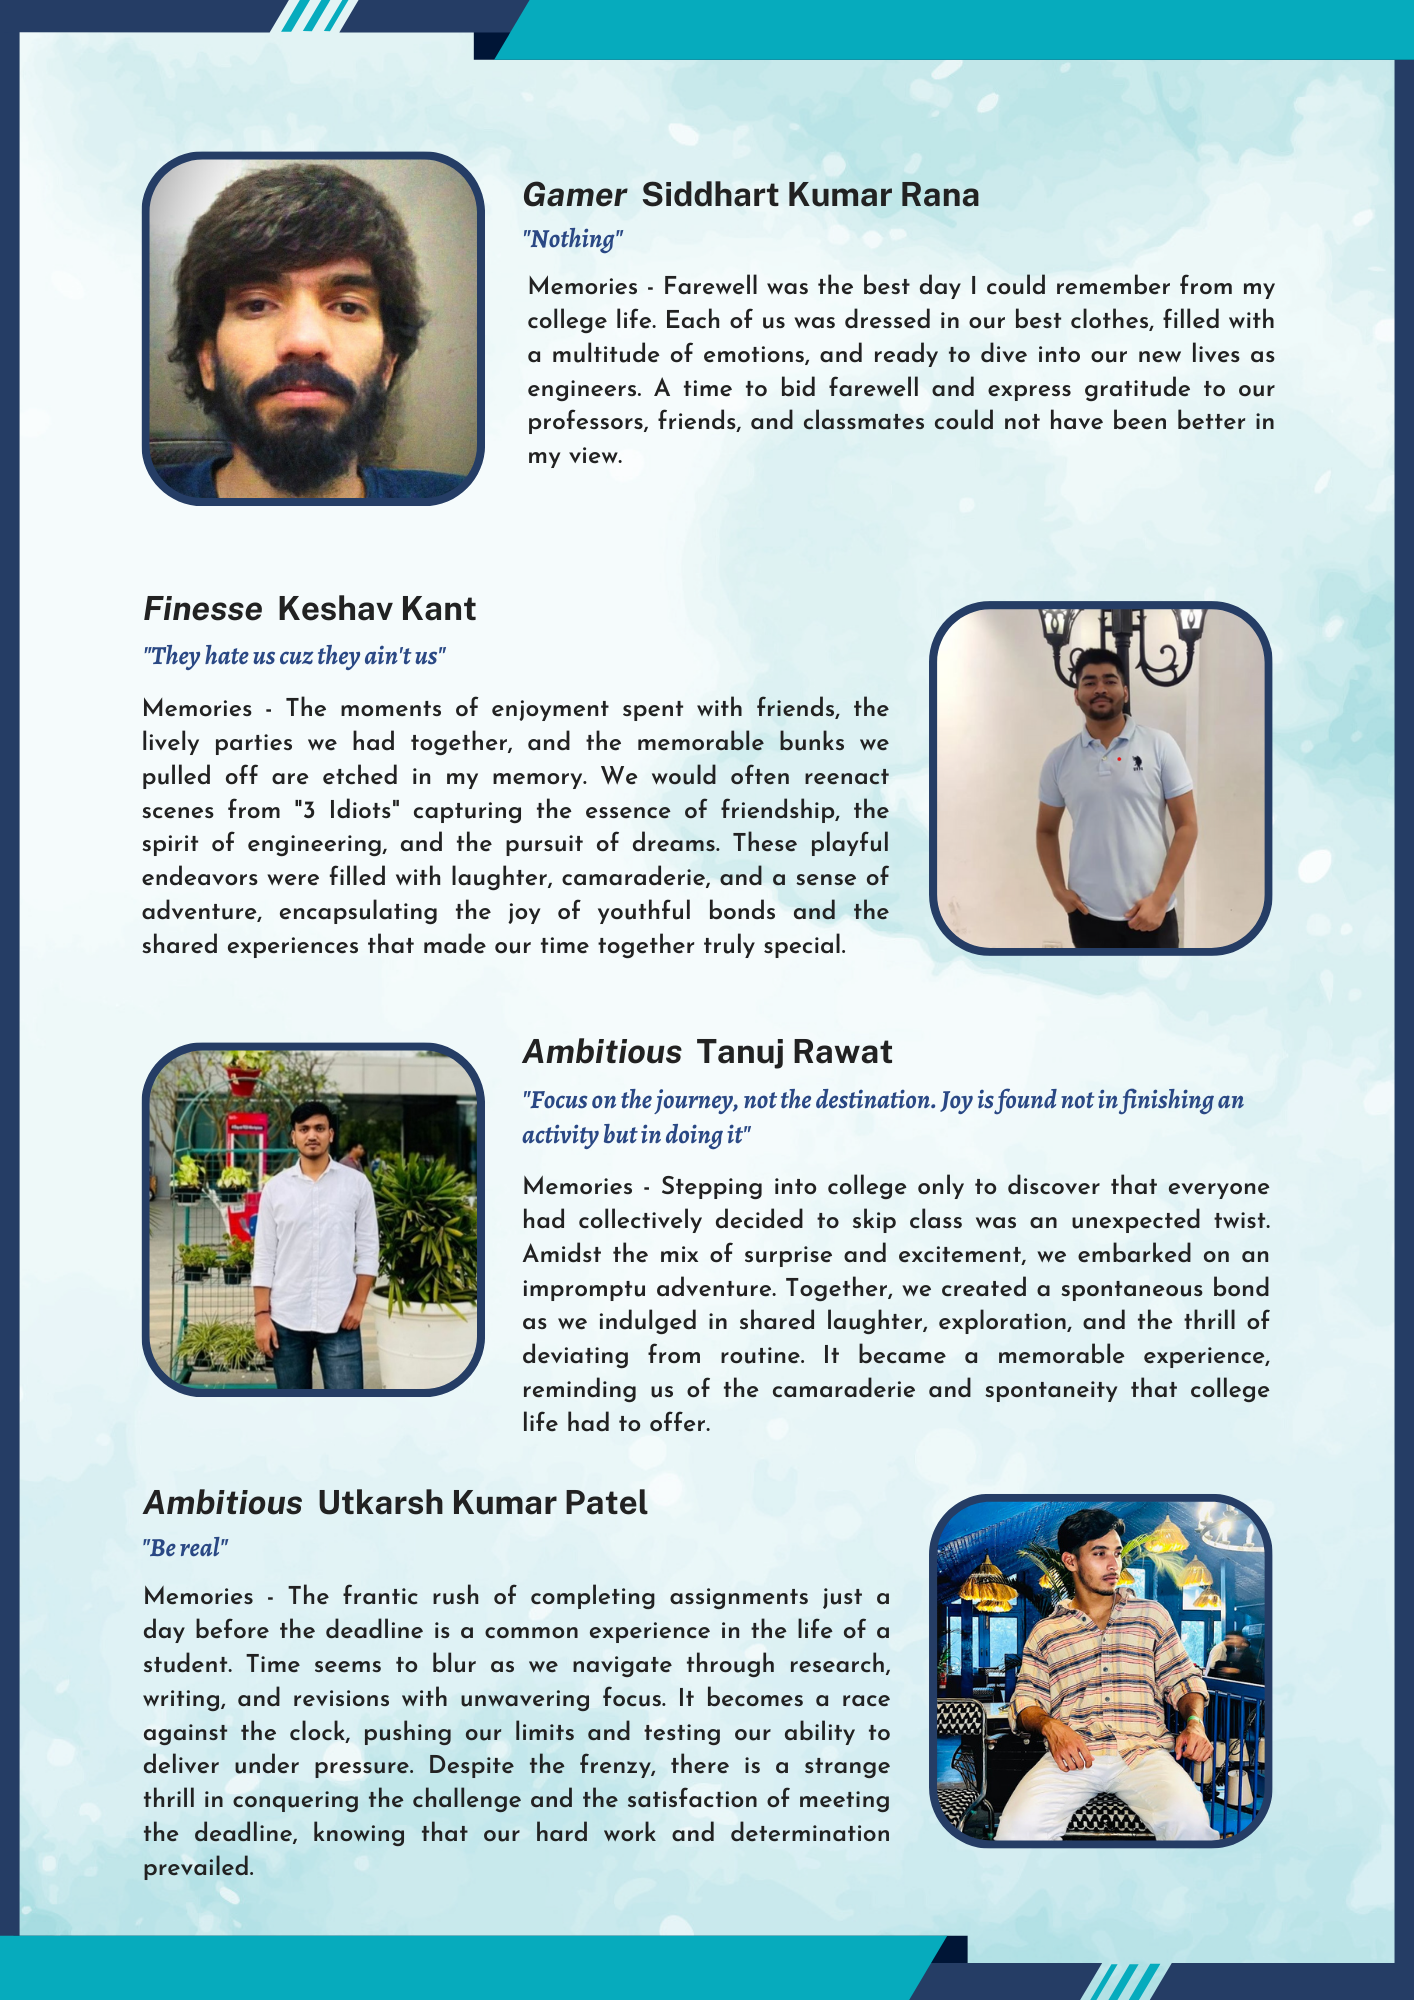 Gamer Siddhart Kumar Rana
"Nothing"
Memories - Farewell was the best day I could remember from my
college life. Each of us was dressed in our best clothes, filled with
a multitude of emotions, and ready to dive into our new lives as
engineers. A time to bid farewell and express gratitude to our
professors, friends, and classmates could not have been better in
my view.
Finesse Keshav Kant
"They hate us cuz they ain't us"
Memories - The moments of enjoyment spent with friends, the
lively parties we had together, and the memorable bunks we
pulled off are etched in my memory. We would often reenact
scenes from "3 Idiots" capturing the essence of friendship, the
spirit of engineering, and the pursuit of dreams. These playful
endeavors were filled with laughter, camaraderie, and a sense of
adventure, encapsulating the joy of youthful bonds and the
shared experiences that made our time together truly special.
Ambitious Tanuj Rawat
"Focus on the journey, not the destination. Joy is found not in finishing an
activity but in doing it"
Memories - Stepping into college only to discover that everyone
had collectively decided to skip class was an unexpected twist.
Amidst the mix of surprise and excitement, we embarked on an
impromptu adventure. Together, we created a spontaneous bond
as we indulged in shared laughter, exploration, and the thrill of
deviating from routine. It became a memorable experience,
reminding us of the camaraderie and spontaneity that college
life had to offer.
Ambitious Utkarsh Kumar Patel
"Be real"
Memories - The frantic rush of completing assignments just a
day before the deadline is a common experience in the life of a
student. Time seems to blur as we navigate through research,
writing, and revisions with unwavering focus. It becomes a race
against the clock, pushing our limits and testing our ability to
deliver under pressure. Despite the frenzy, there is a strange
thrill in conquering the challenge and the satisfaction of meeting
the deadline, knowing that our hard work and determination
prevailed.